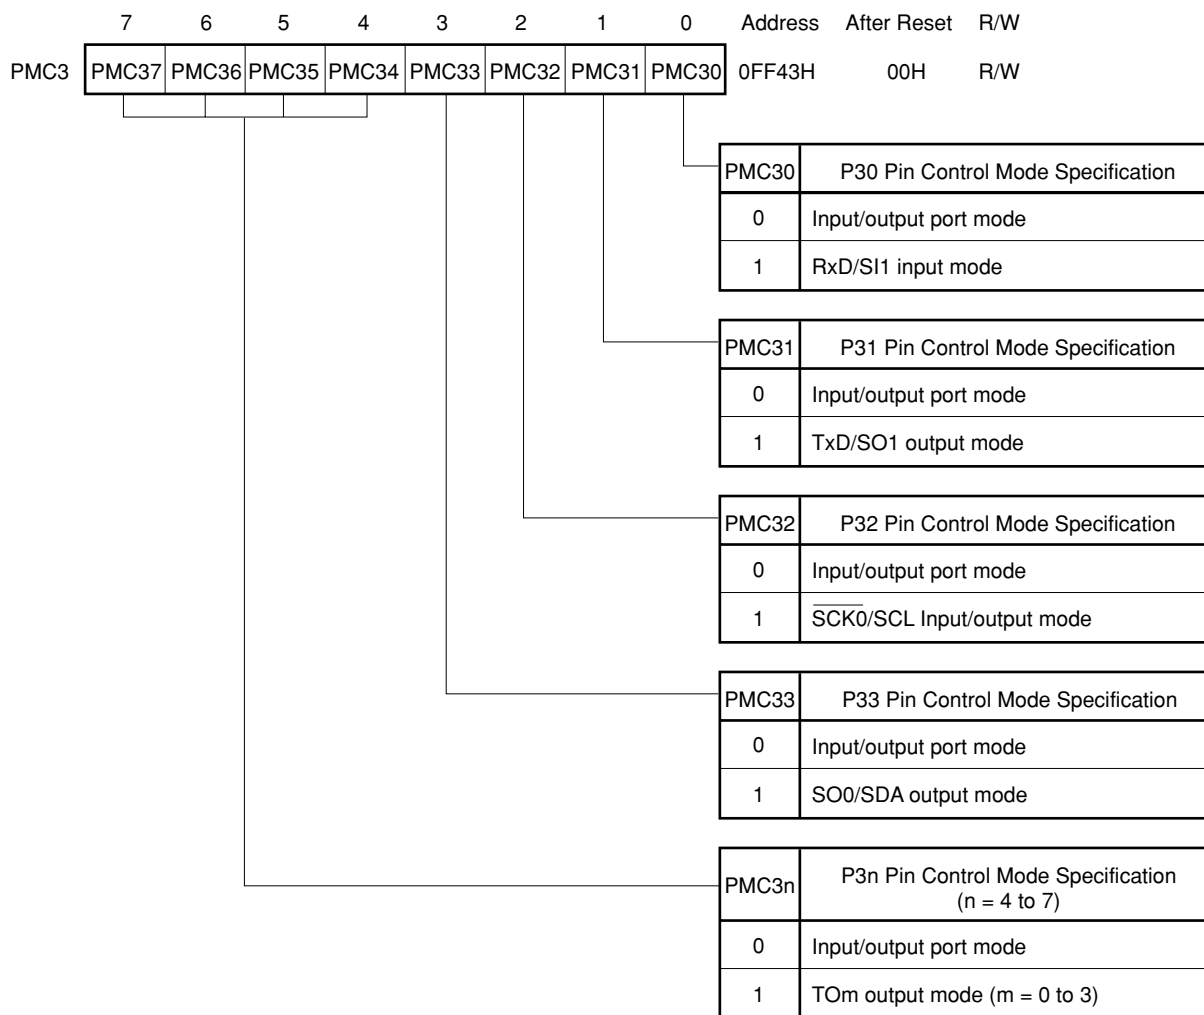 7 6 5 4 3 2 1 0 Address After Reset R/W
PMC3 PMC37 PMC36 PMC35 PMC34 PMC33 PMC32 PMC31 PMC30 0FF43H 00H R/W
PMC30 P30 Pin Control Mode Specification
0 Input/output port mode
1 RxD/SI1 input mode
PMC31 P31 Pin Control Mode Specification
0 Input/output port mode
1 TxD/SO1 output mode
PMC32 P32 Pin Control Mode Specification
0 Input/output port mode
1 S̅C̅K̅0̅/SCL Input/output mode
PMC33 P33 Pin Control Mode Specification
0 Input/output port mode
1 SO0/SDA output mode
PMC3n P3n Pin Control Mode Specification
(n = 4 to 7)
0 Input/output port mode
1 TOm output mode (m = 0 to 3)